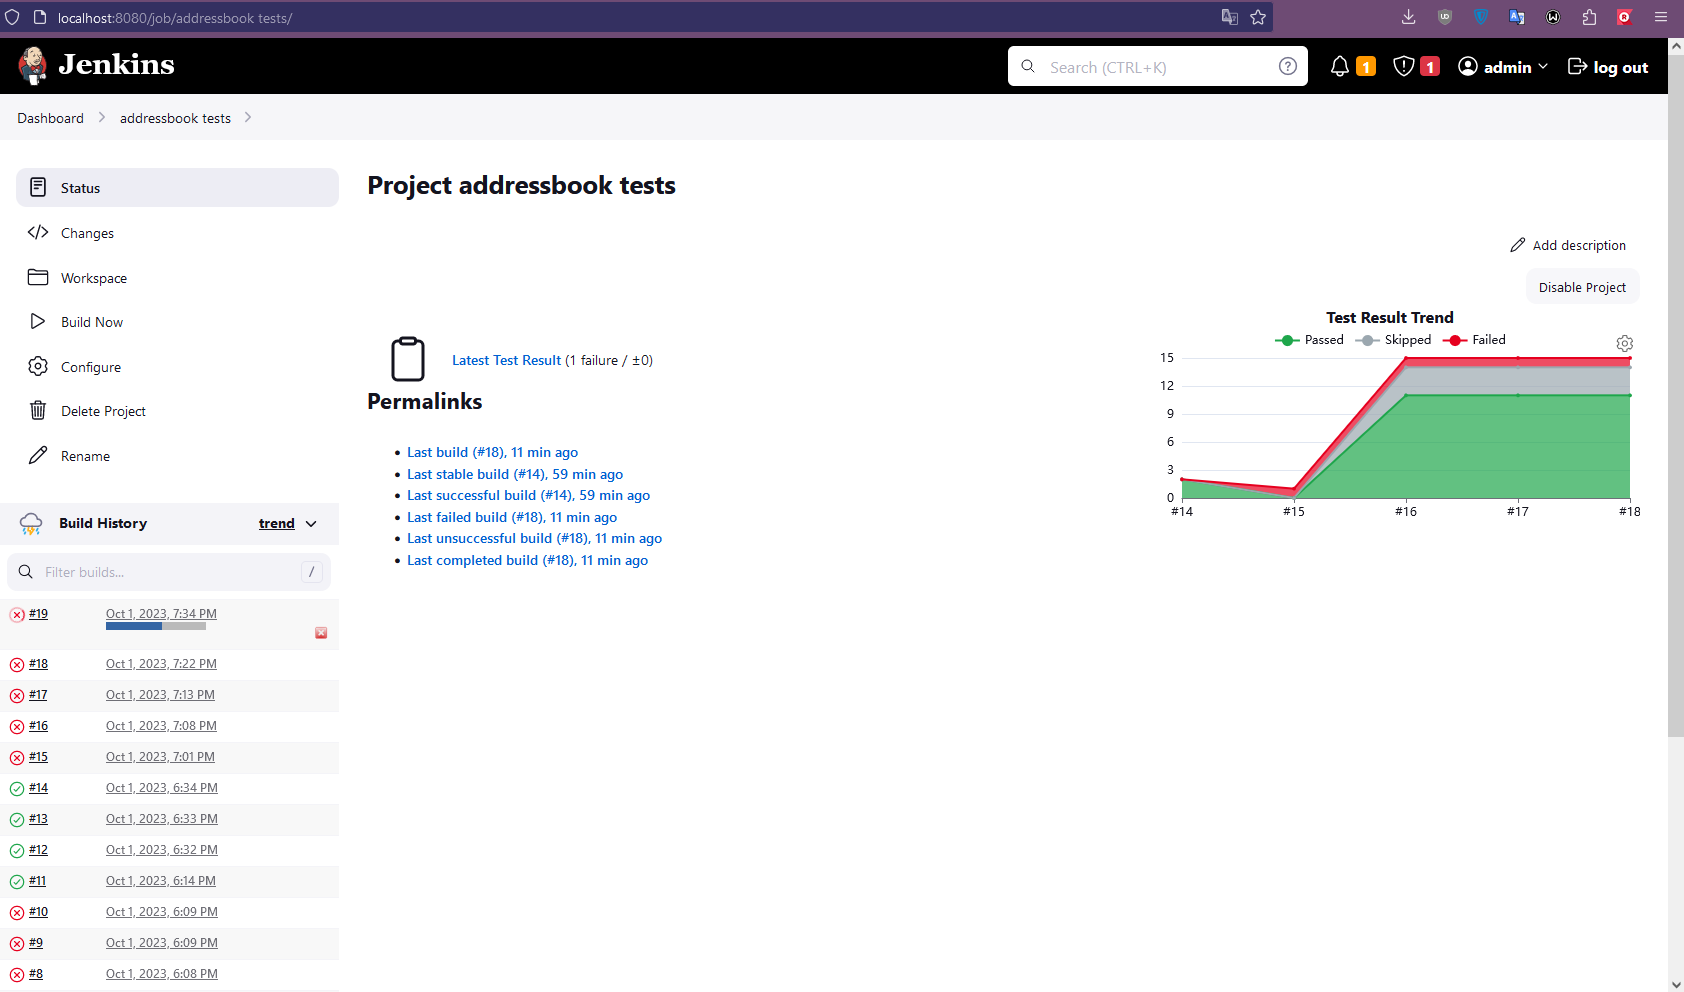 localhost:8080/job/addressbook tests/
Jenkins
Search (CTRL+K)
1
1
admin
log out
Dashboard
addressbook tests
Status
Changes
Workspace
Build Now
Configure
Delete Project
Rename
Build History
trend
Filter builds...
/
#19 Oct 1, 2023, 7:34 PM
#18 Oct 1, 2023, 7:22 PM
#17 Oct 1, 2023, 7:13 PM
#16 Oct 1, 2023, 7:08 PM
#15 Oct 1, 2023, 7:01 PM
#14 Oct 1, 2023, 6:34 PM
#13 Oct 1, 2023, 6:33 PM
#12 Oct 1, 2023, 6:32 PM
#11 Oct 1, 2023, 6:14 PM
#10 Oct 1, 2023, 6:09 PM
#9 Oct 1, 2023, 6:09 PM
#8 Oct 1, 2023, 6:08 PM
Project addressbook tests
Add description
Disable Project
Latest Test Result (1 failure / ±0)
Permalinks
Last build (#18), 11 min ago
Last stable build (#14), 59 min ago
Last successful build (#14), 59 min ago
Last failed build (#18), 11 min ago
Last unsuccessful build (#18), 11 min ago
Last completed build (#18), 11 min ago
Test Result Trend
Passed Skipped Failed
15
12
9
6
3
0
#14 #15 #16 #17 #18